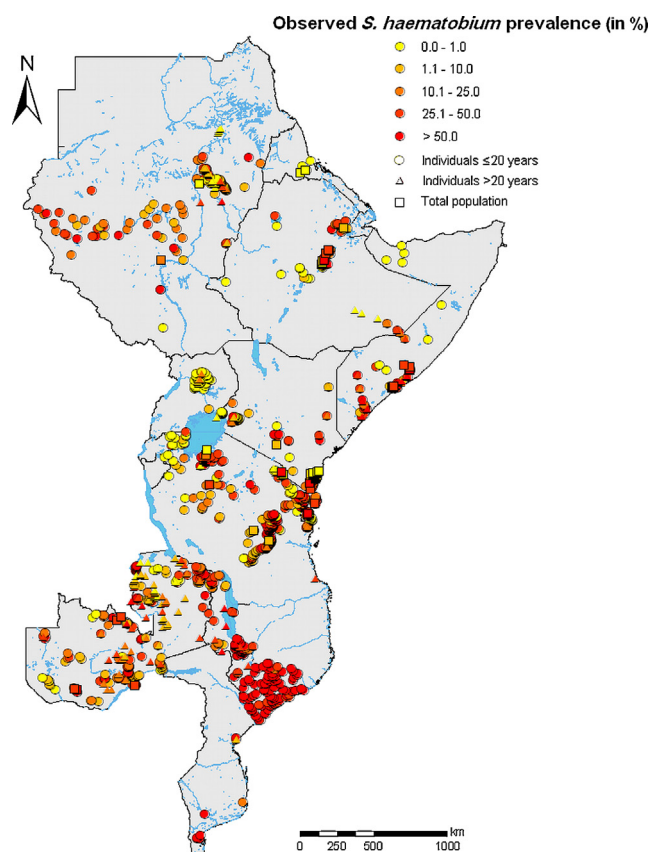 Observed S. haematobium prevalence (in %)
N
0.0 - 1.0
1.1 - 10.0
10.1 - 25.0
25.1 - 50.0
> 50.0
Individuals ≤20 years
Individuals >20 years
Total population
km
0 250 500 1000